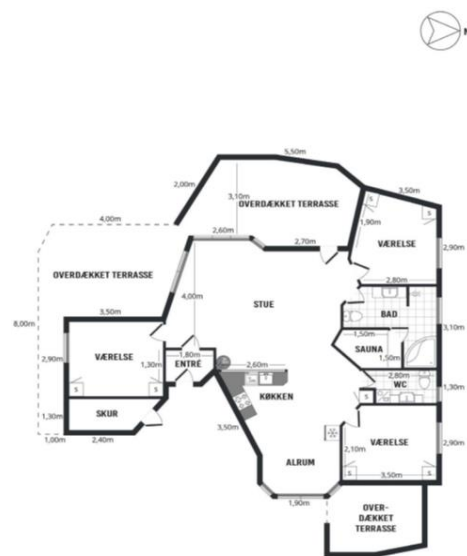 N
5,50m
2,00m
3,10m
OVERDÆKKET TERRASSE
3,50m
1,90m
S
S
4,00m
2,60m
2,70m
VÆRELSE
2,90m
OVERDÆKKET TERRASSE
2,80m
4,00m
STUE
BAD
3,10m
8,00m
3,50m
1,50m
SAUNA
1,50m
2,90m
VÆRELSE
1,30m
1,80m
ENTRÉ
2,60m
2,80m
WC
1,30m
S
S
KØKKEN
S
1,30m
SKUR
3,50m
VÆRELSE
2,10m
2,90m
1,00m
2,40m
ALRUM
S
3,50m
S
1,90m
OVER-
DÆKKET
TERRASSE